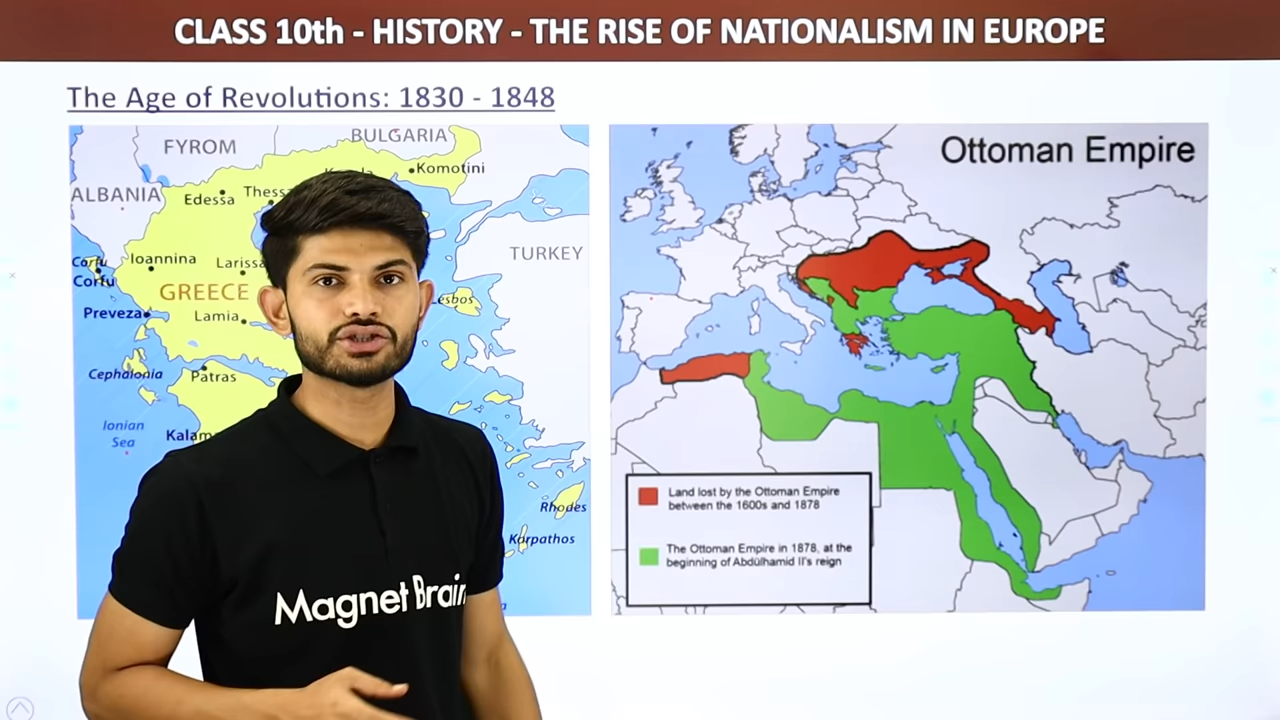 CLASS 10th - HISTORY - THE RISE OF NATIONALISM IN EUROPE
The Age of Revolutions: 1830 - 1848
FYROM
BULGARIA
ALBANIA
Edessa
Komotini
TURKEY
Corfu
Corfu
Ioannina
Larissa
GREECE
Preveza
Lamia
Cephalonia
Patras
Ionian
Sea
Rhodes
Karpathos
Ottoman Empire
Land lost by the Ottoman Empire
between the 1600s and 1878
The Ottoman Empire in 1878, at the
beginning of Abdülhamid II's reign
Magnet Brain